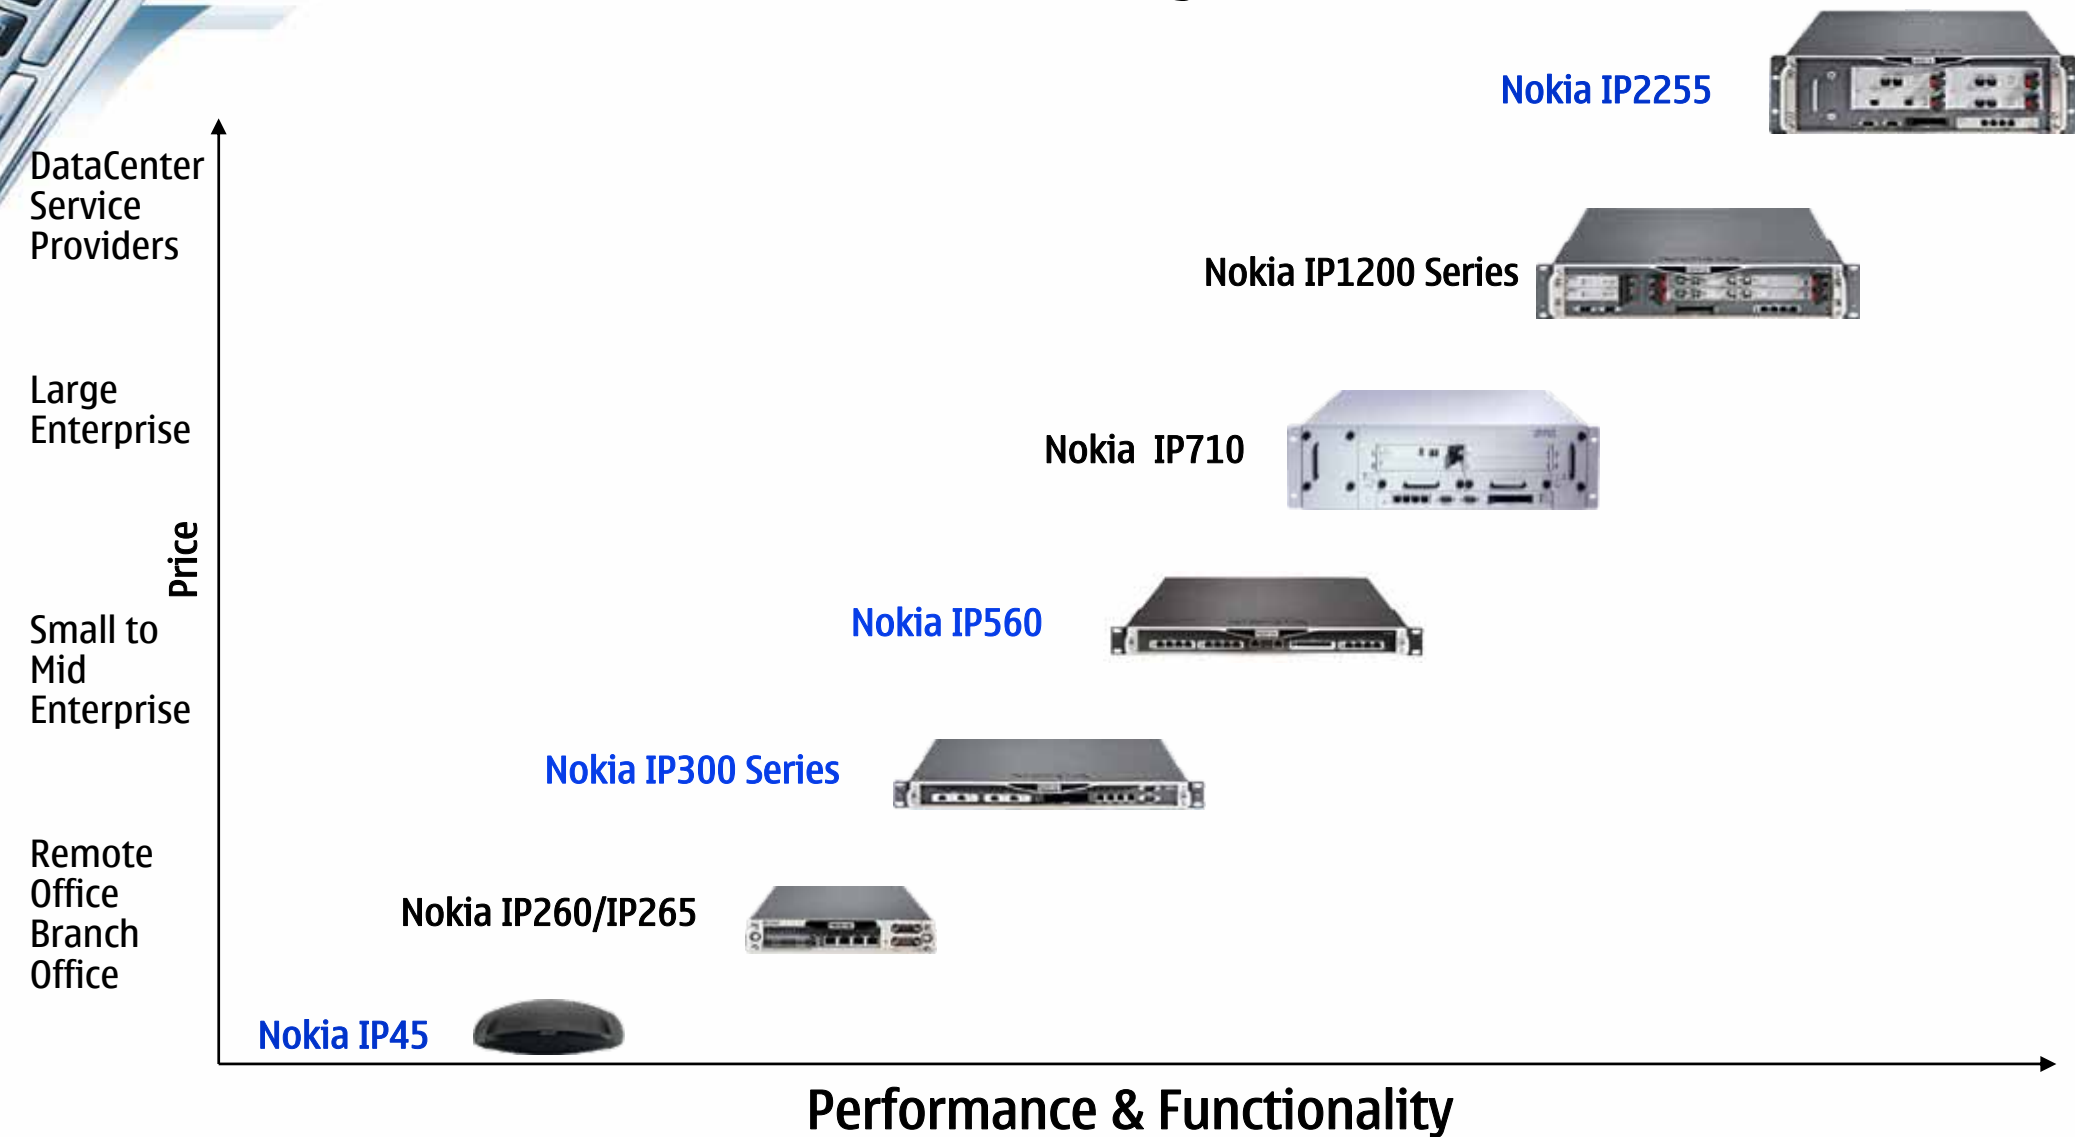 Nokia IP2255
DataCenter
Service
Providers
Nokia IP1200 Series
Large
Enterprise
Nokia IP710
Price
Small to
Mid
Enterprise
Nokia IP560
Nokia IP300 Series
Remote
Office
Branch
Office
Nokia IP260/IP265
Nokia IP45
Performance & Functionality